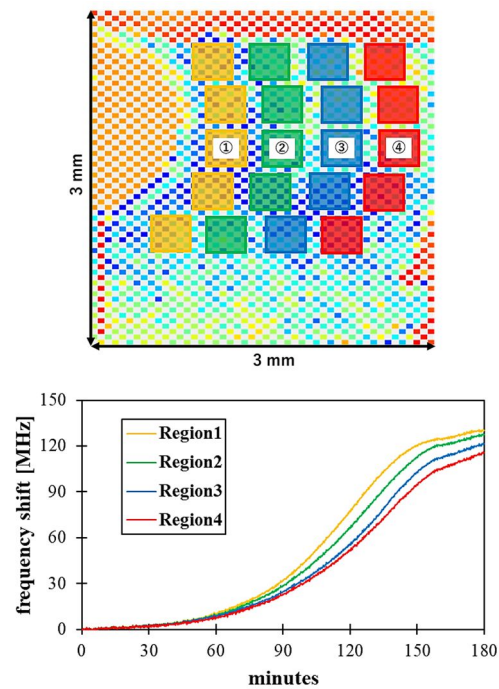 ①
②
③
④
3 mm
3 mm
150
120
90
60
30
0
frequency shift [MHz]
Region1
Region2
Region3
Region4
0
30
60
90
120
150
180
minutes